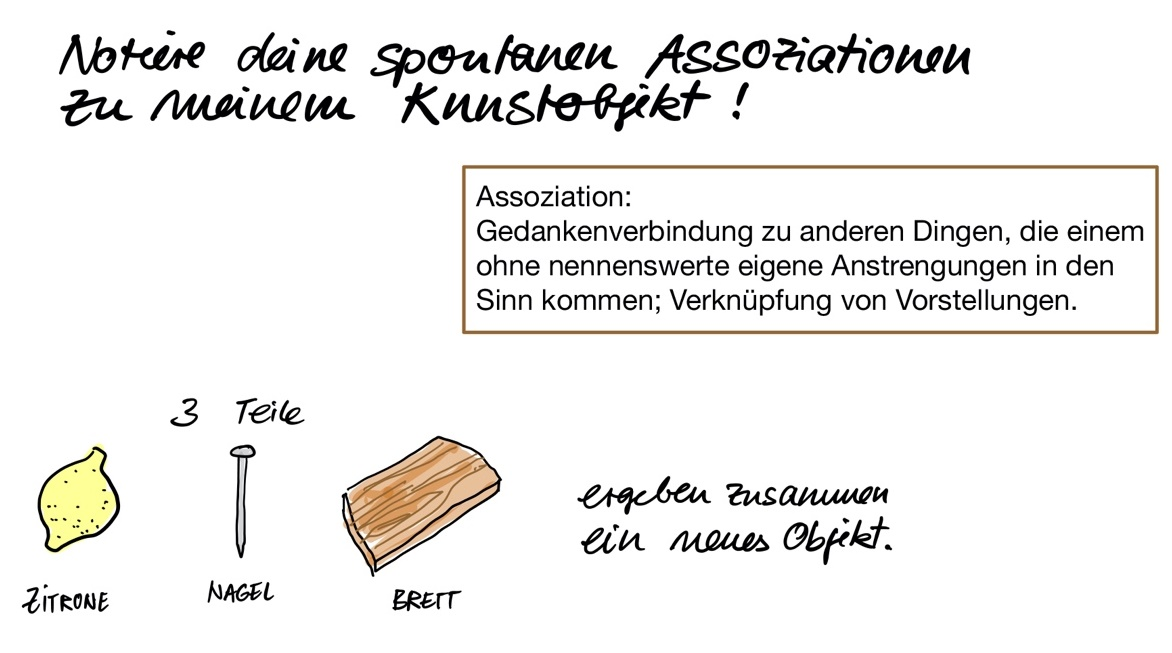 Notiere deine spontanen Assoziationen
zu meinem Kunstobjekt!
Assoziation:
Gedankenverbindung zu anderen Dingen, die einem
ohne nennenswerte eigene Anstrengungen in den
Sinn kommen; Verknüpfung von Vorstellungen.
3 Teile
ZITRONE
NAGEL
BRETT
ergeben zusammen
ein neues Objekt.